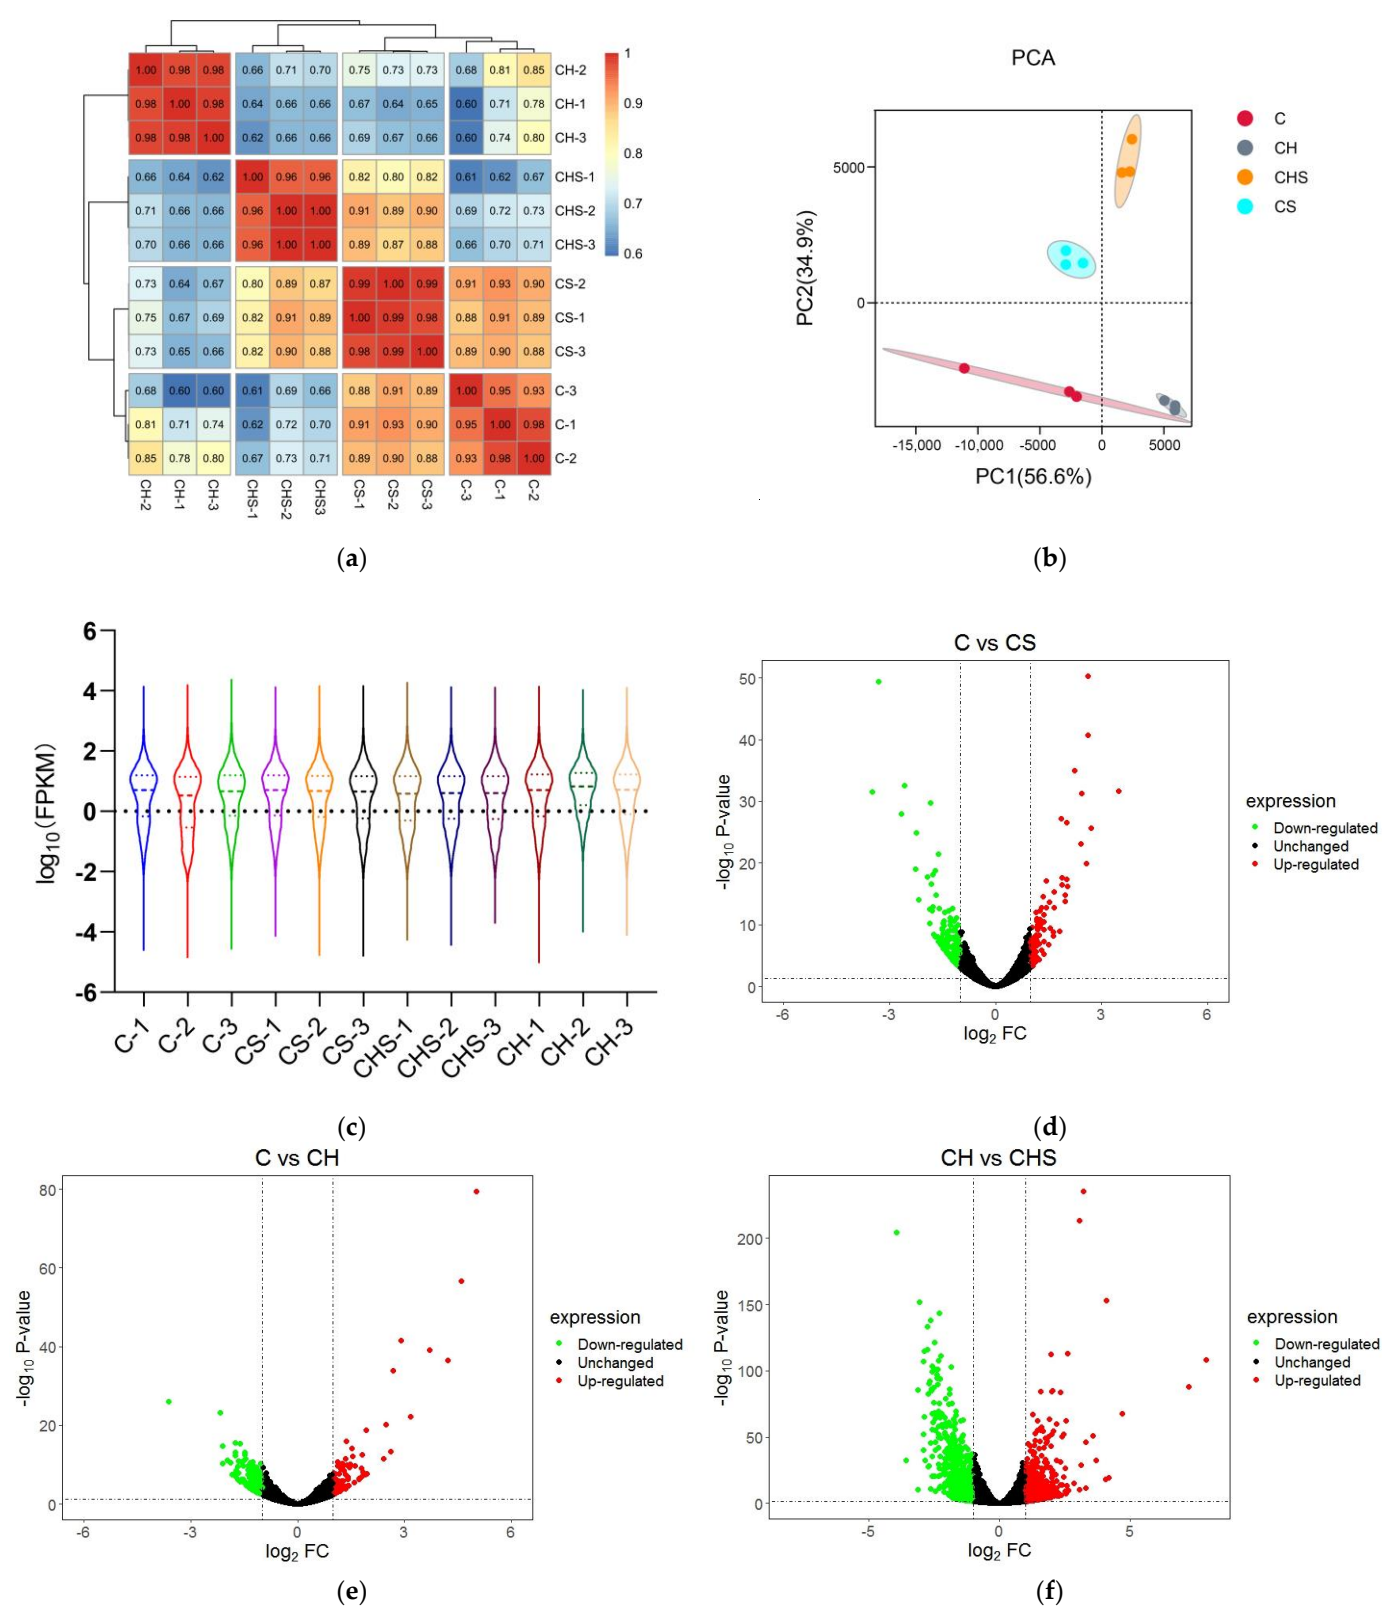 1.00 0.98 0.98 0.66 0.71 0.70 0.75 0.73 0.73 0.68 0.81 0.85 CH-2
0.98 1.00 0.98 0.64 0.66 0.66 0.67 0.64 0.65 0.60 0.71 0.78 CH-1
0.98 0.98 1.00 0.62 0.66 0.66 0.69 0.67 0.66 0.60 0.74 0.80 CH-3
0.66 0.64 0.62 1.00 0.96 0.96 0.82 0.80 0.82 0.61 0.62 0.67 CHS-1
0.71 0.66 0.66 0.96 1.00 1.00 0.91 0.89 0.90 0.69 0.72 0.73 CHS-2
0.70 0.66 0.66 0.96 1.00 1.00 0.89 0.87 0.88 0.66 0.70 0.71 CHS-3
0.73 0.64 0.67 0.80 0.89 0.87 0.99 1.00 0.99 0.91 0.93 0.90 CS-2
0.75 0.67 0.69 0.82 0.91 0.89 1.00 0.99 0.98 0.88 0.91 0.89 CS-1
0.73 0.65 0.66 0.82 0.90 0.88 0.98 0.99 1.00 0.89 0.90 0.88 CS-3
0.68 0.60 0.60 0.61 0.69 0.66 0.88 0.91 0.89 1.00 0.95 0.93 C-3
0.81 0.71 0.74 0.62 0.72 0.70 0.91 0.93 0.90 0.95 1.00 0.98 C-1
0.85 0.78 0.80 0.67 0.73 0.71 0.89 0.90 0.88 0.93 0.98 1.00 C-2
CH-2 CH-1 CH-3 CHS-1 CHS-2 CHS3 CS-1 CS-2 CS-3 C-3 C-1 C-2
1
0.9
0.8
0.7
0.6
(a)
PCA
PC2(34.9%)
5000
0
-15,000 -10,000 -5000 0 5000
PC1(56.6%)
C
CH
CHS
CS
(b)
log10(FPKM)
6
4
2
0
-2
-4
-6
C-1 C-2 C-3 CS-1 CS-2 CS-3 CHS-1 CHS-2 CHS-3 CH-1 CH-2 CH-3
(c)
C vs CS
-log10 P-value
50
40
30
20
10
0
-6 -3 0 3 6
log2 FC
expression
Down-regulated
Unchanged
Up-regulated
(d)
C vs CH
-log10 P-value
80
60
40
20
0
-6 -3 0 3 6
log2 FC
expression
Down-regulated
Unchanged
Up-regulated
(e)
CH vs CHS
-log10 P-value
200
150
100
50
0
-5 0 5
log2 FC
expression
Down-regulated
Unchanged
Up-regulated
(f)